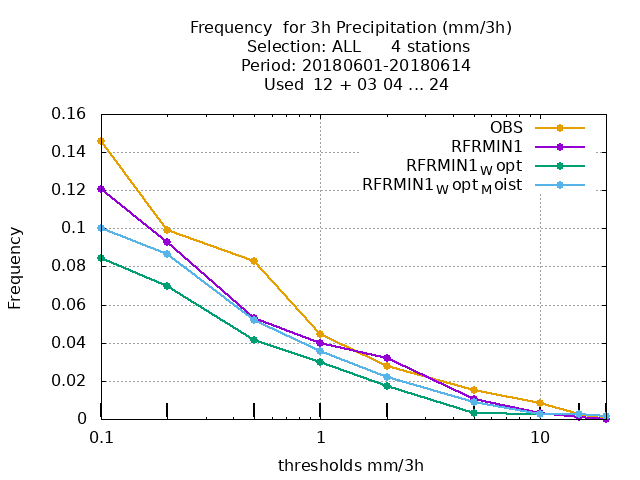 Frequency  for 3h Precipitation (mm/3h)
Selection: ALL      4 stations
Period: 20180601-20180614
Used  12 + 03 04 ... 24
0.16
0.14
0.12
0.1
0.08
0.06
0.04
0.02
0
Frequency
OBS
RFRMIN1
RFRMIN1Wopt
RFRMIN1WoptMoist
0.1
1
10
thresholds mm/3h